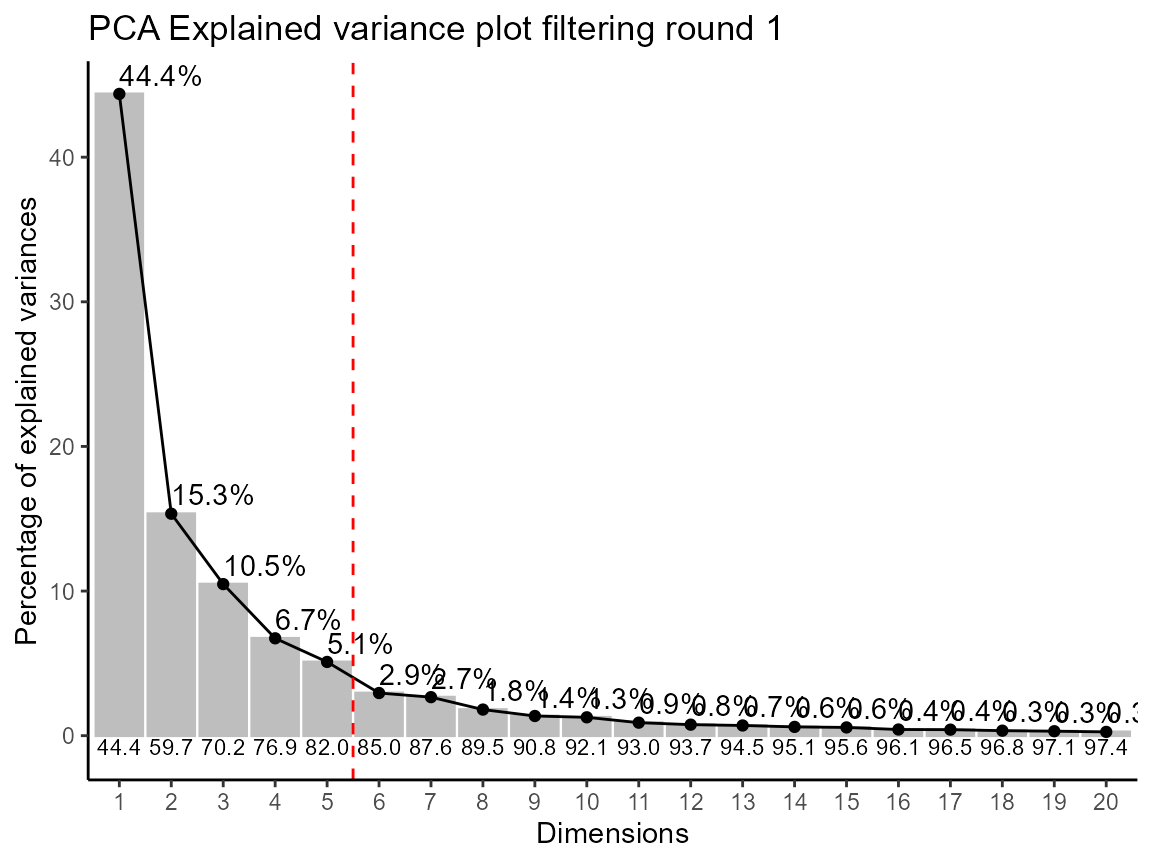 PCA Explained variance plot filtering round 1
Percentage of explained variances
40
30
20
10
0
44.4%
15.3%
10.5%
6.7%
5.1%
2.9% 2.7% 1.8% 1.4% 1.3% 0.9% 0.8% 0.7% 0.6% 0.6% 0.4% 0.4% 0.3% 0.3% 0.3
44.4 59.7 70.2 76.9 82.0 85.0 87.6 89.5 90.8 92.1 93.0 93.7 94.5 95.1 95.6 96.1 96.5 96.8 97.1 97.4
1 2 3 4 5 6 7 8 9 10 11 12 13 14 15 16 17 18 19 20
Dimensions